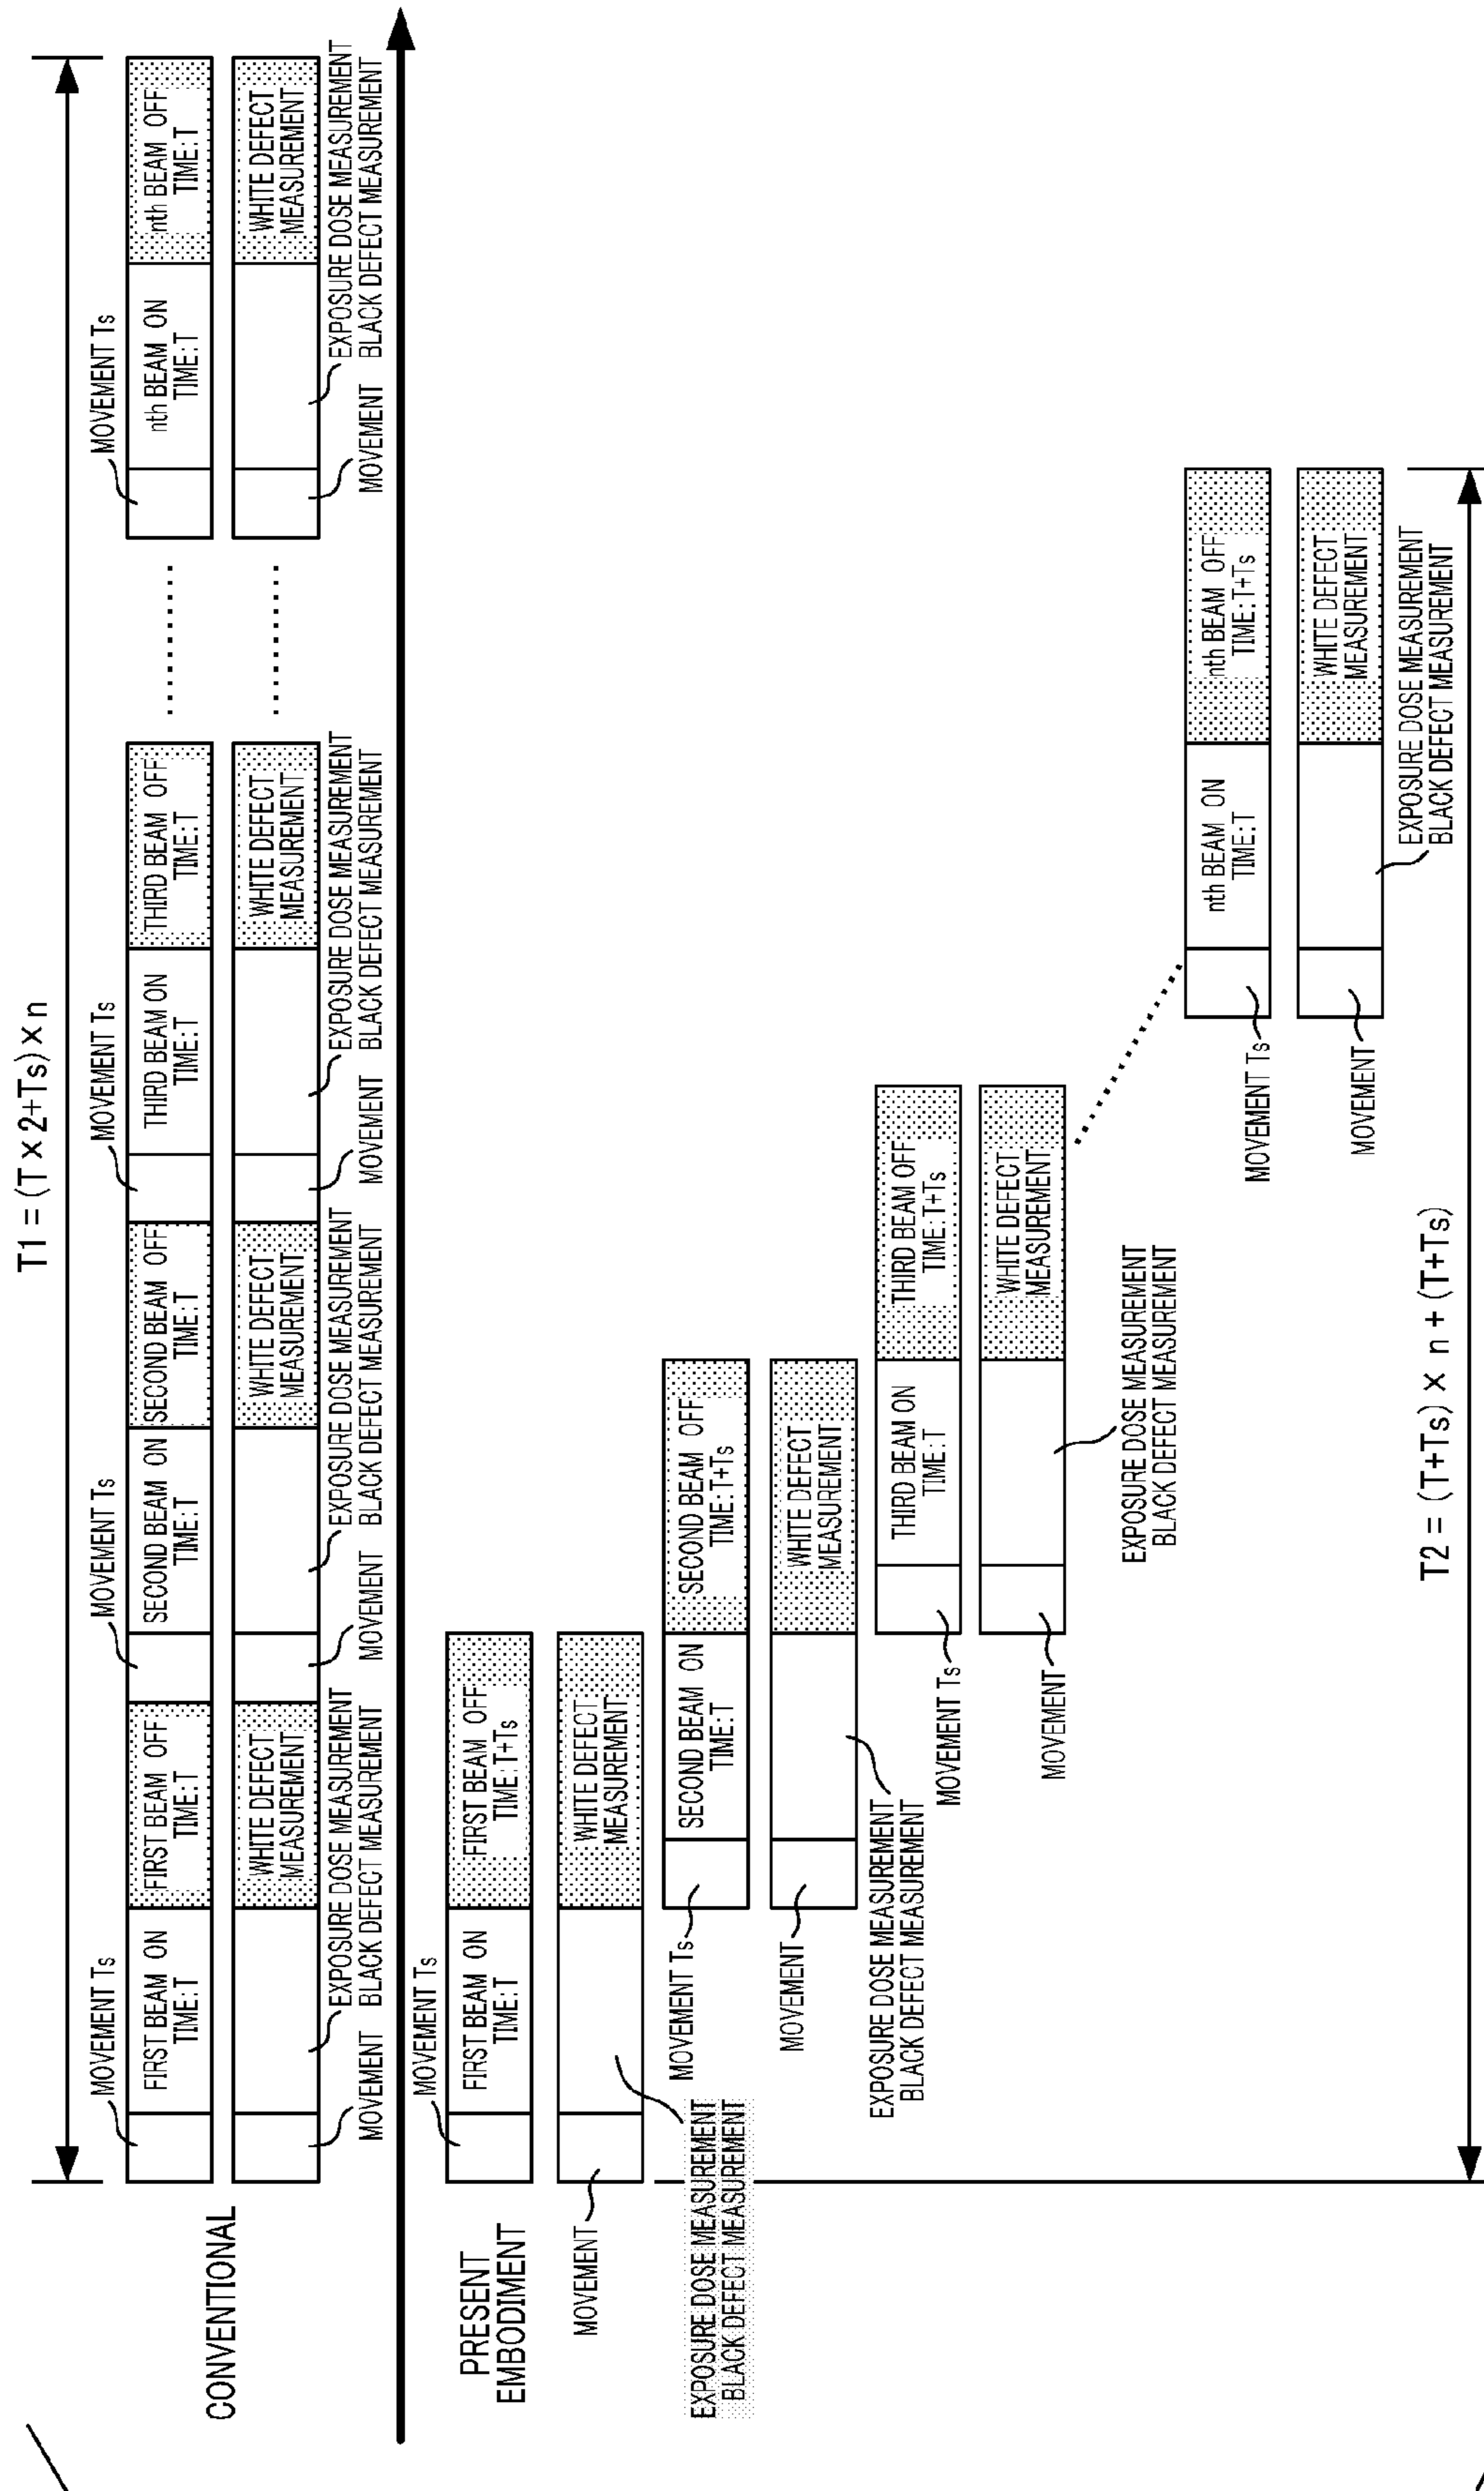 T1 = (T × 2+Ts) × n
CONVENTIONAL
MOVEMENT Ts
FIRST BEAM ON
TIME:T
FIRST BEAM OFF
TIME:T
MOVEMENT Ts
SECOND BEAM ON
TIME:T
SECOND BEAM OFF
TIME:T
MOVEMENT Ts
THIRD BEAM ON
TIME:T
THIRD BEAM OFF
TIME:T
MOVEMENT Ts
nth BEAM ON
TIME:T
nth BEAM OFF
TIME:T
WHITE DEFECT
MEASUREMENT
WHITE DEFECT
MEASUREMENT
WHITE DEFECT
MEASUREMENT
WHITE DEFECT
MEASUREMENT
MOVEMENT
EXPOSURE DOSE MEASUREMENT
BLACK DEFECT MEASUREMENT
MOVEMENT
EXPOSURE DOSE MEASUREMENT
BLACK DEFECT MEASUREMENT
MOVEMENT
EXPOSURE DOSE MEASUREMENT
BLACK DEFECT MEASUREMENT
MOVEMENT
EXPOSURE DOSE MEASUREMENT
BLACK DEFECT MEASUREMENT
PRESENT
EMBODIMENT
MOVEMENT Ts
FIRST BEAM ON
TIME:T
FIRST BEAM OFF
TIME:T+Ts
MOVEMENT
WHITE DEFECT
MEASUREMENT
EXPOSURE DOSE MEASUREMENT
BLACK DEFECT MEASUREMENT
MOVEMENT Ts
SECOND BEAM ON
TIME:T
SECOND BEAM OFF
TIME:T+Ts
MOVEMENT
WHITE DEFECT
MEASUREMENT
EXPOSURE DOSE MEASUREMENT
BLACK DEFECT MEASUREMENT
MOVEMENT Ts
THIRD BEAM ON
TIME:T
THIRD BEAM OFF
TIME:T+Ts
MOVEMENT
WHITE DEFECT
MEASUREMENT
EXPOSURE DOSE MEASUREMENT
BLACK DEFECT MEASUREMENT
MOVEMENT Ts
nth BEAM ON
TIME:T
nth BEAM OFF
TIME:T+Ts
MOVEMENT
WHITE DEFECT
MEASUREMENT
EXPOSURE DOSE MEASUREMENT
BLACK DEFECT MEASUREMENT
T2 = (T+Ts) × n + (T+Ts)